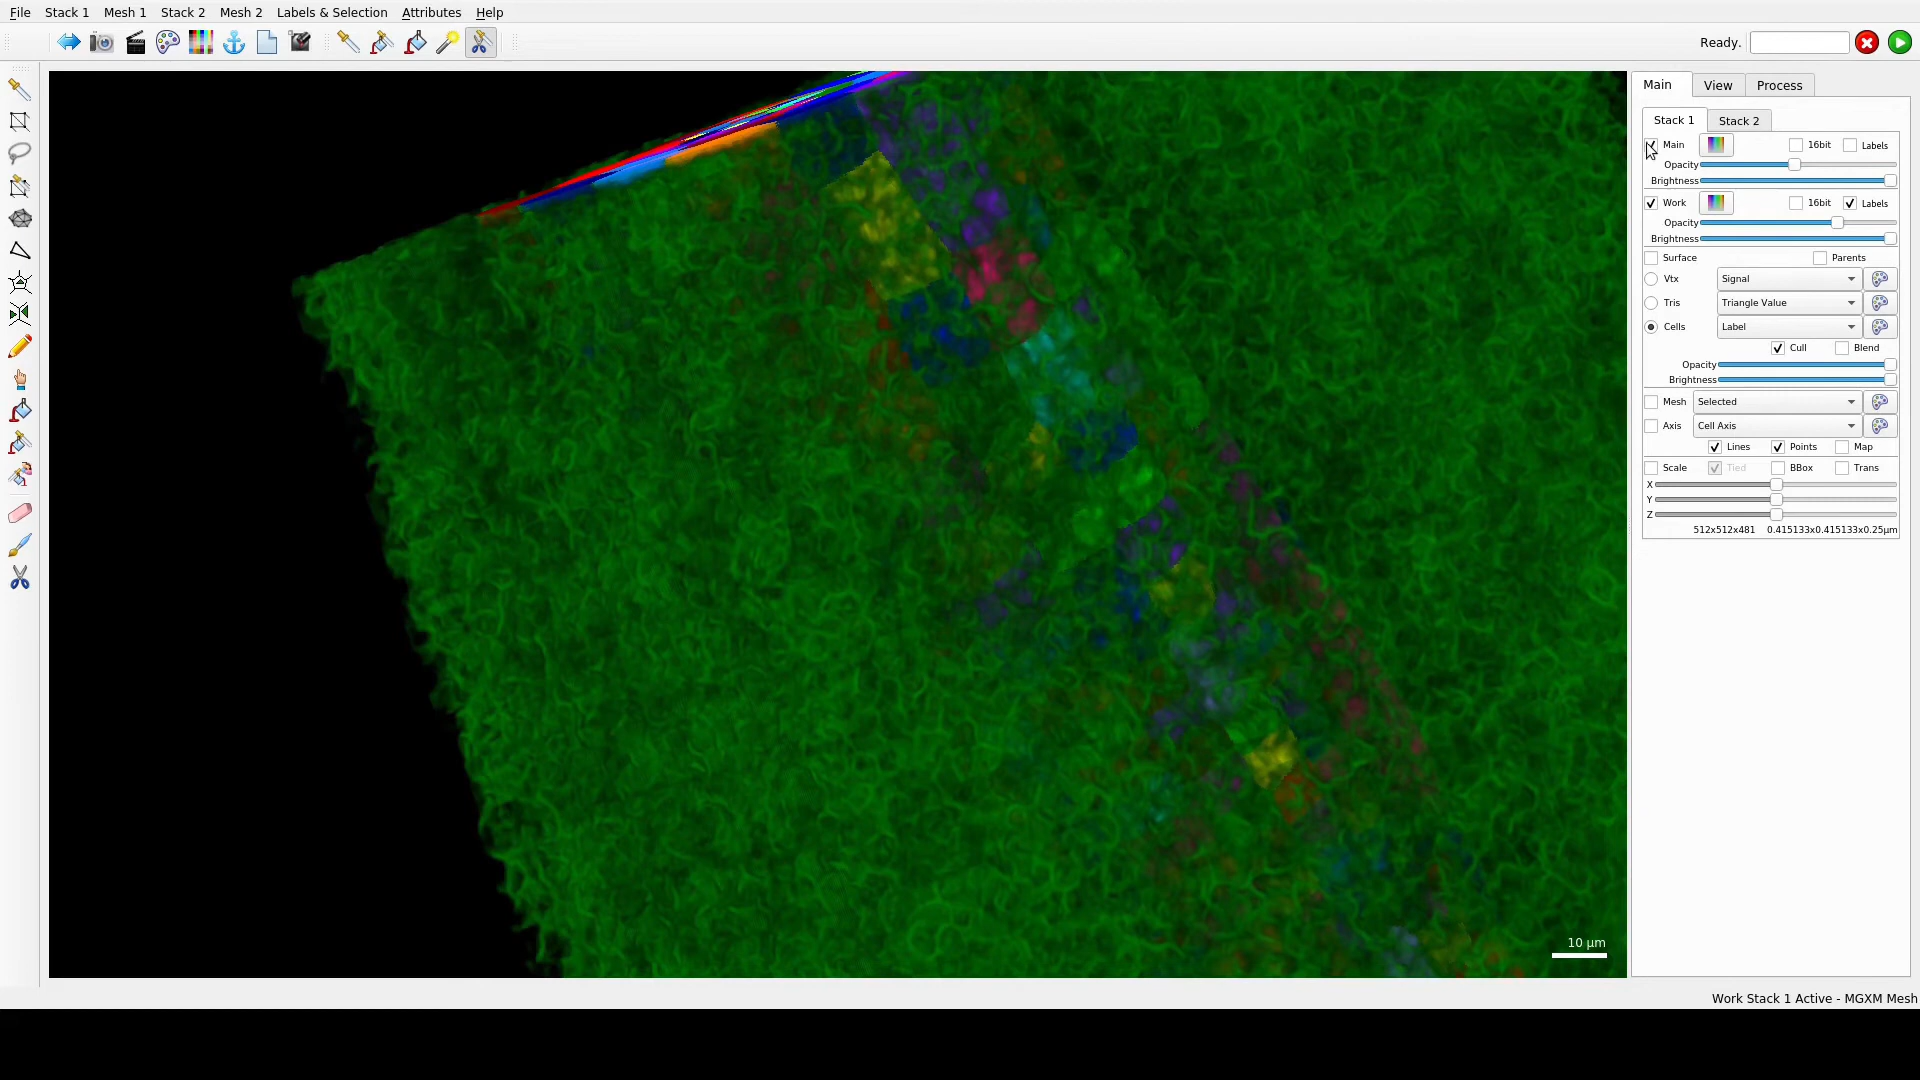 File Stack 1 Mesh 1 Stack 2 Mesh 2 Labels & Selection Attributes Help
Ready.
Main View Process
Stack 1 Stack 2
Main 16bit Labels
Opacity
Brightness
Work 16bit Labels
Opacity
Brightness
Surface Parents
Vtx Signal
Tris Triangle Value
Cells Label
Cull Blend
Opacity
Brightness
Mesh Selected
Axis Cell Axis
Lines Points Map
Scale Tied BBox Trans
X
Y
Z
512x512x481 0.415133x0.415133x0.25µm
10 µm
Work Stack 1 Active - MGXM Mesh